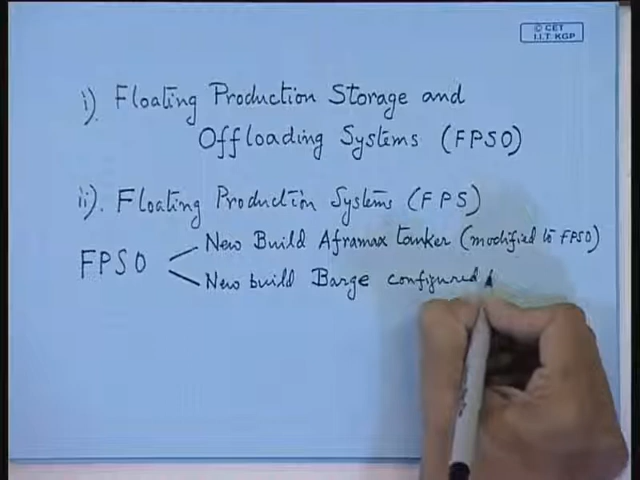 © CET
I.I.T. KGP
i). Floating Production Storage and
Offloading Systems (FPSO)
ii). Floating Production Systems (FPS)
FPSO
New Build Aframax tanker (modified to FPSO)
New build Barge configured